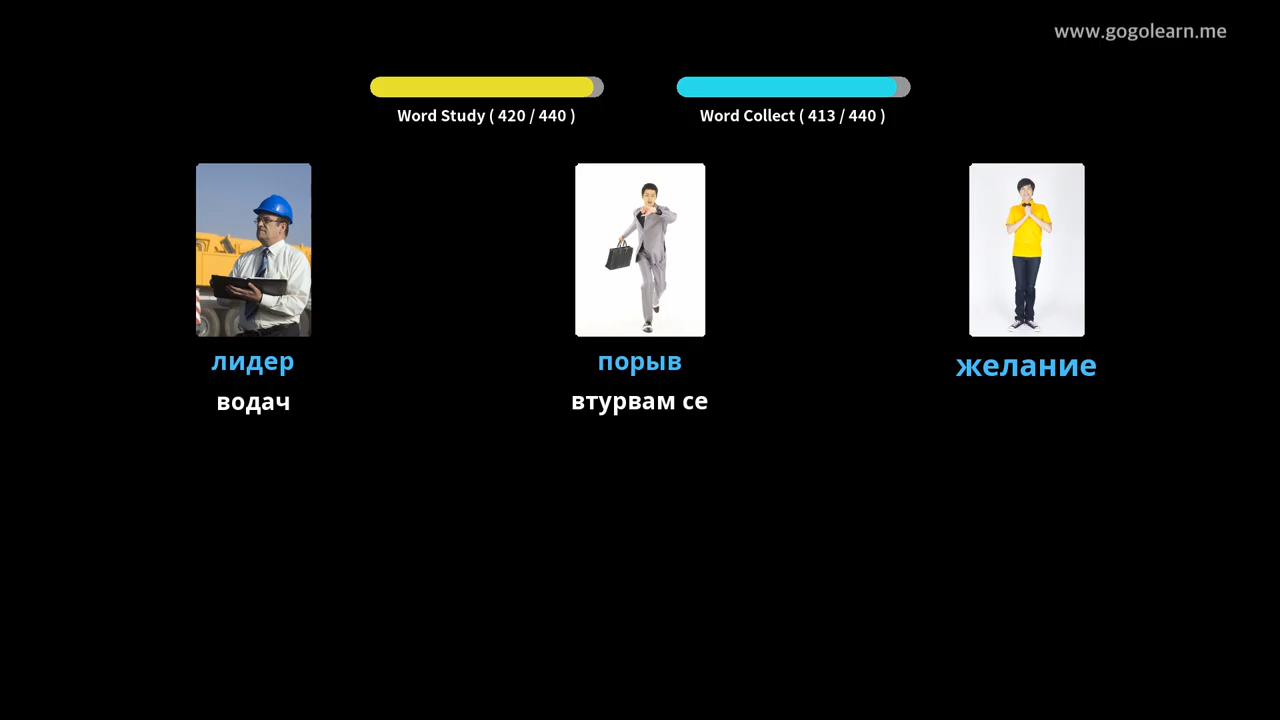 www.gogolearn.me
Word Study ( 420 / 440 )
Word Collect ( 413 / 440 )
лидер
порыв
желание
водач
втурвам се